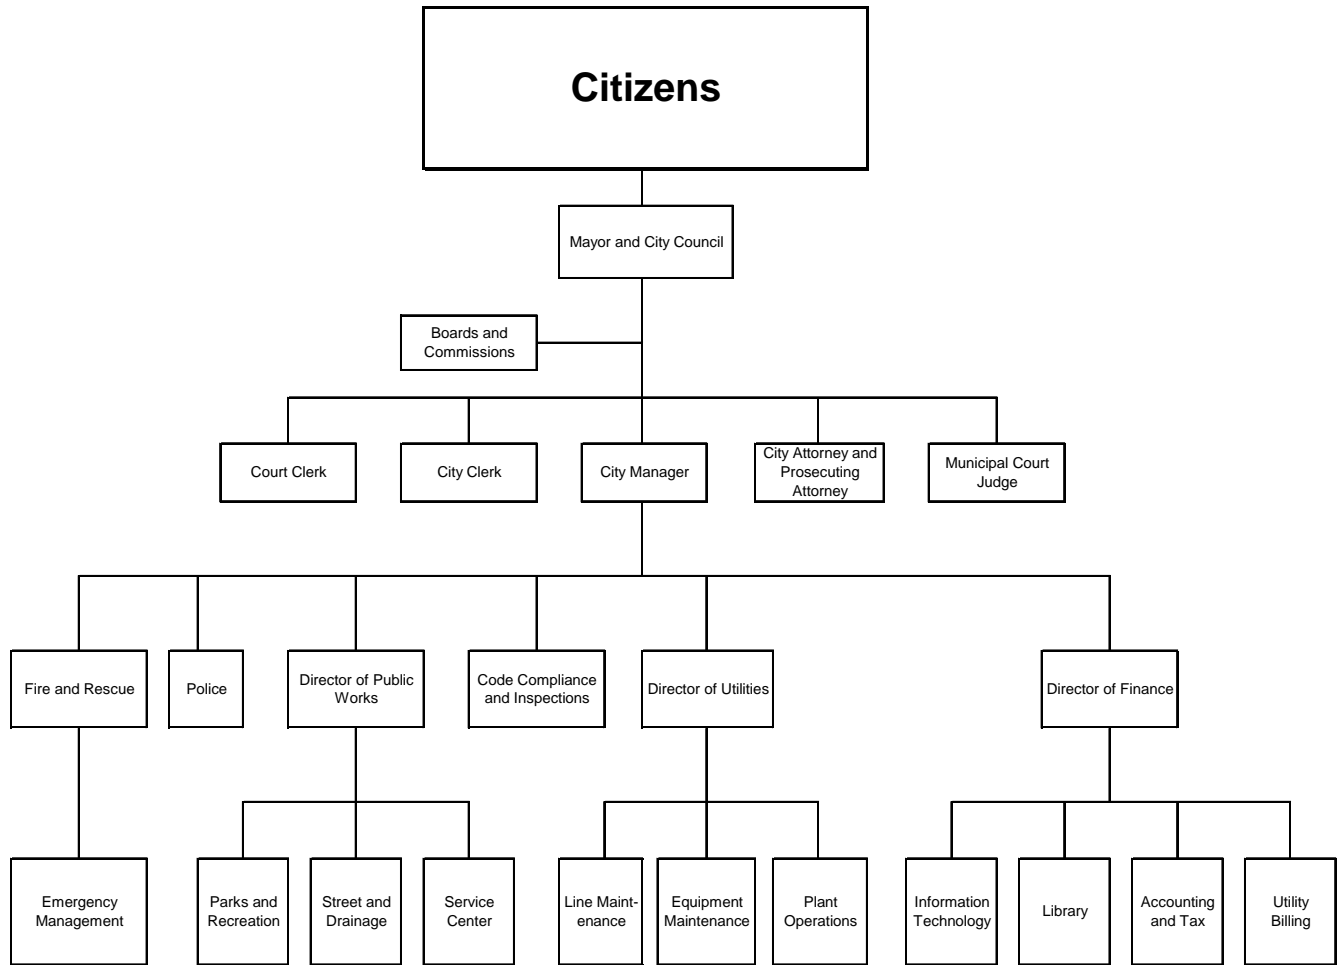 Citizens
Mayor and City Council
Boards and
Commissions
Court Clerk
City Clerk
City Manager
City Attorney and
Prosecuting
Attorney
Municipal Court
Judge
Fire and Rescue
Police
Director of Public
Works
Code Compliance
and Inspections
Director of Utilities
Director of Finance
Emergency
Management
Parks and
Recreation
Street and
Drainage
Service
Center
Line Maint-
enance
Equipment
Maintenance
Plant
Operations
Information
Technology
Library
Accounting
and Tax
Utility
Billing